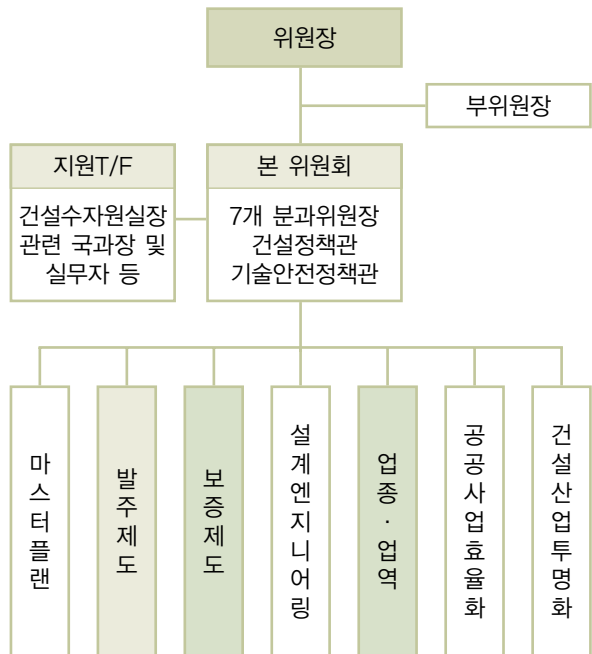 위원장
부위원장
지원T/F
건설수자원실장
관련 국과장 및
실무자 등
본 위원회
7개 분과위원장
건설정책관
기술안전정책관
마스터플랜
발주제도
보증제도
설계엔지니어링
업종·업역
공공사업효율화
건설산업투명화